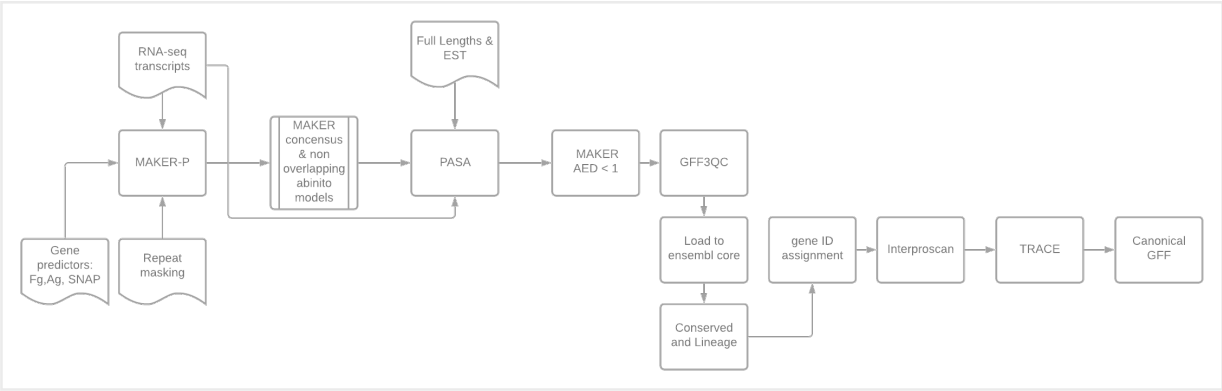 RNA-seq
transcripts
Full Lengths &
EST
MAKER-P
MAKER
concensus
& non
overlapping
abinito
models
PASA
MAKER
AED < 1
GFF3QC
Gene
predictors:
Fg,Ag, SNAP
Repeat
masking
Load to
ensembl core
gene ID
assignment
Interproscan
TRACE
Canonical
GFF
Conserved
and Lineage